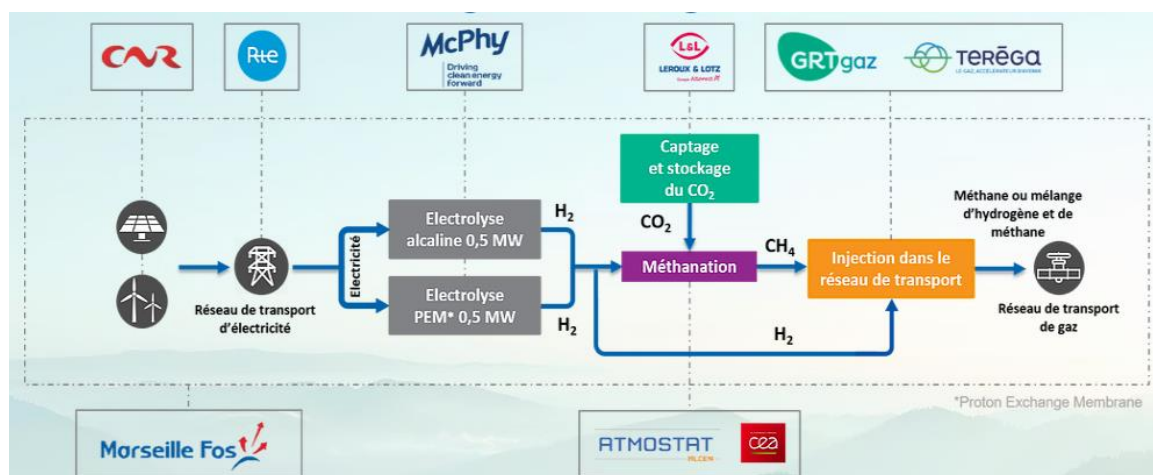 CNR
Rte
McPhy
Driving
clean energy
forward
L&L
LEROUX & LOTZ
GRTgaz
TERĒGA
LE GAZ, ACCÉLÉRATEUR D'AVENIR
Captage
et stockage
du CO₂
Méthane ou mélange
d'hydrogène et de
méthane
Electrolyse
alcaline 0,5 MW
H₂
CO₂
Electricité
Méthanation
CH₄
Injection dans le
réseau de transport
Electrolyse
PEM* 0,5 MW
H₂
H₂
Réseau de transport
d'électricité
Réseau de transport
de gaz
*Proton Exchange Membrane
Marseille Fos
ATMOSTAT
ALCEN
cea